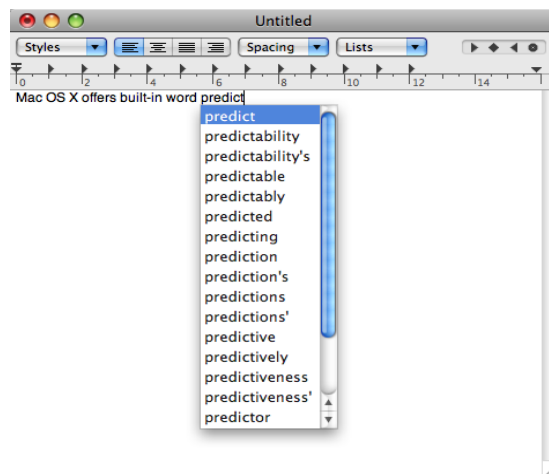 Untitled
Styles Spacing Lists
0 2 4 6 8 10 12 14
Mac OS X offers built-in word predict
predict
predictability
predictability's
predictable
predictably
predicted
predicting
prediction
prediction's
predictions
predictions'
predictive
predictively
predictiveness
predictiveness'
predictor